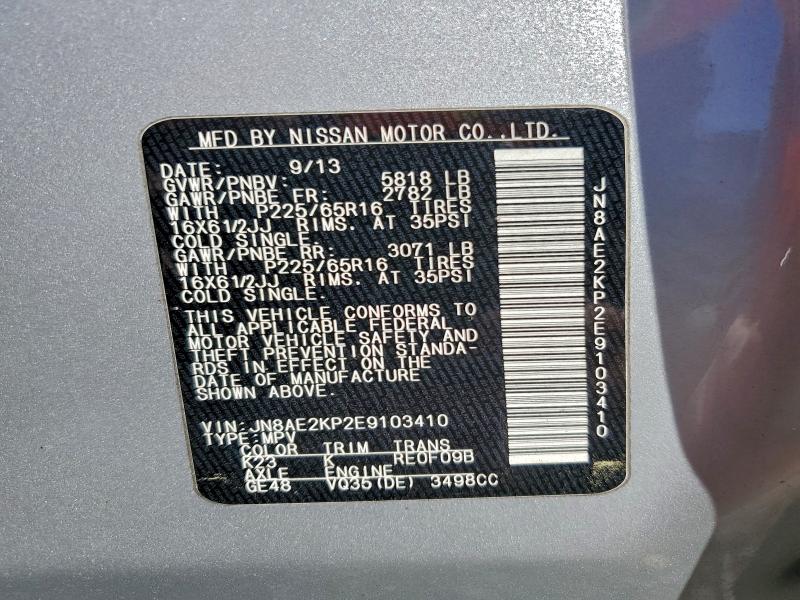 MFD BY NISSAN MOTOR CO.,LTD.
DATE: 9/13
GVWR/PNBV: 5818 LB
GAWR/PNBE FR: 2782 LB
WITH P225/65R16 TIRES
16X61/2JJ RIMS. AT 35PSI
COLD SINGLE.
GAWR/PNBE RR: 3071 LB
WITH P225/65R16 TIRES
16X61/2JJ RIMS. AT 35PSI
COLD SINGLE.
THIS VEHICLE CONFORMS TO
ALL APPLICABLE FEDERAL
MOTOR VEHICLE SAFETY AND
THEFT PREVENTION STANDA-
RDS IN EFFECT ON THE
DATE OF MANUFACTURE
SHOWN ABOVE.
VIN:JN8AE2KP2E9103410
TYPE:MPV
COLOR TRIM TRANS
K23 K RE0F09B
AXLE ENGINE
GE48 VQ35(DE) 3498CC
JN8AE2KP2E9103410